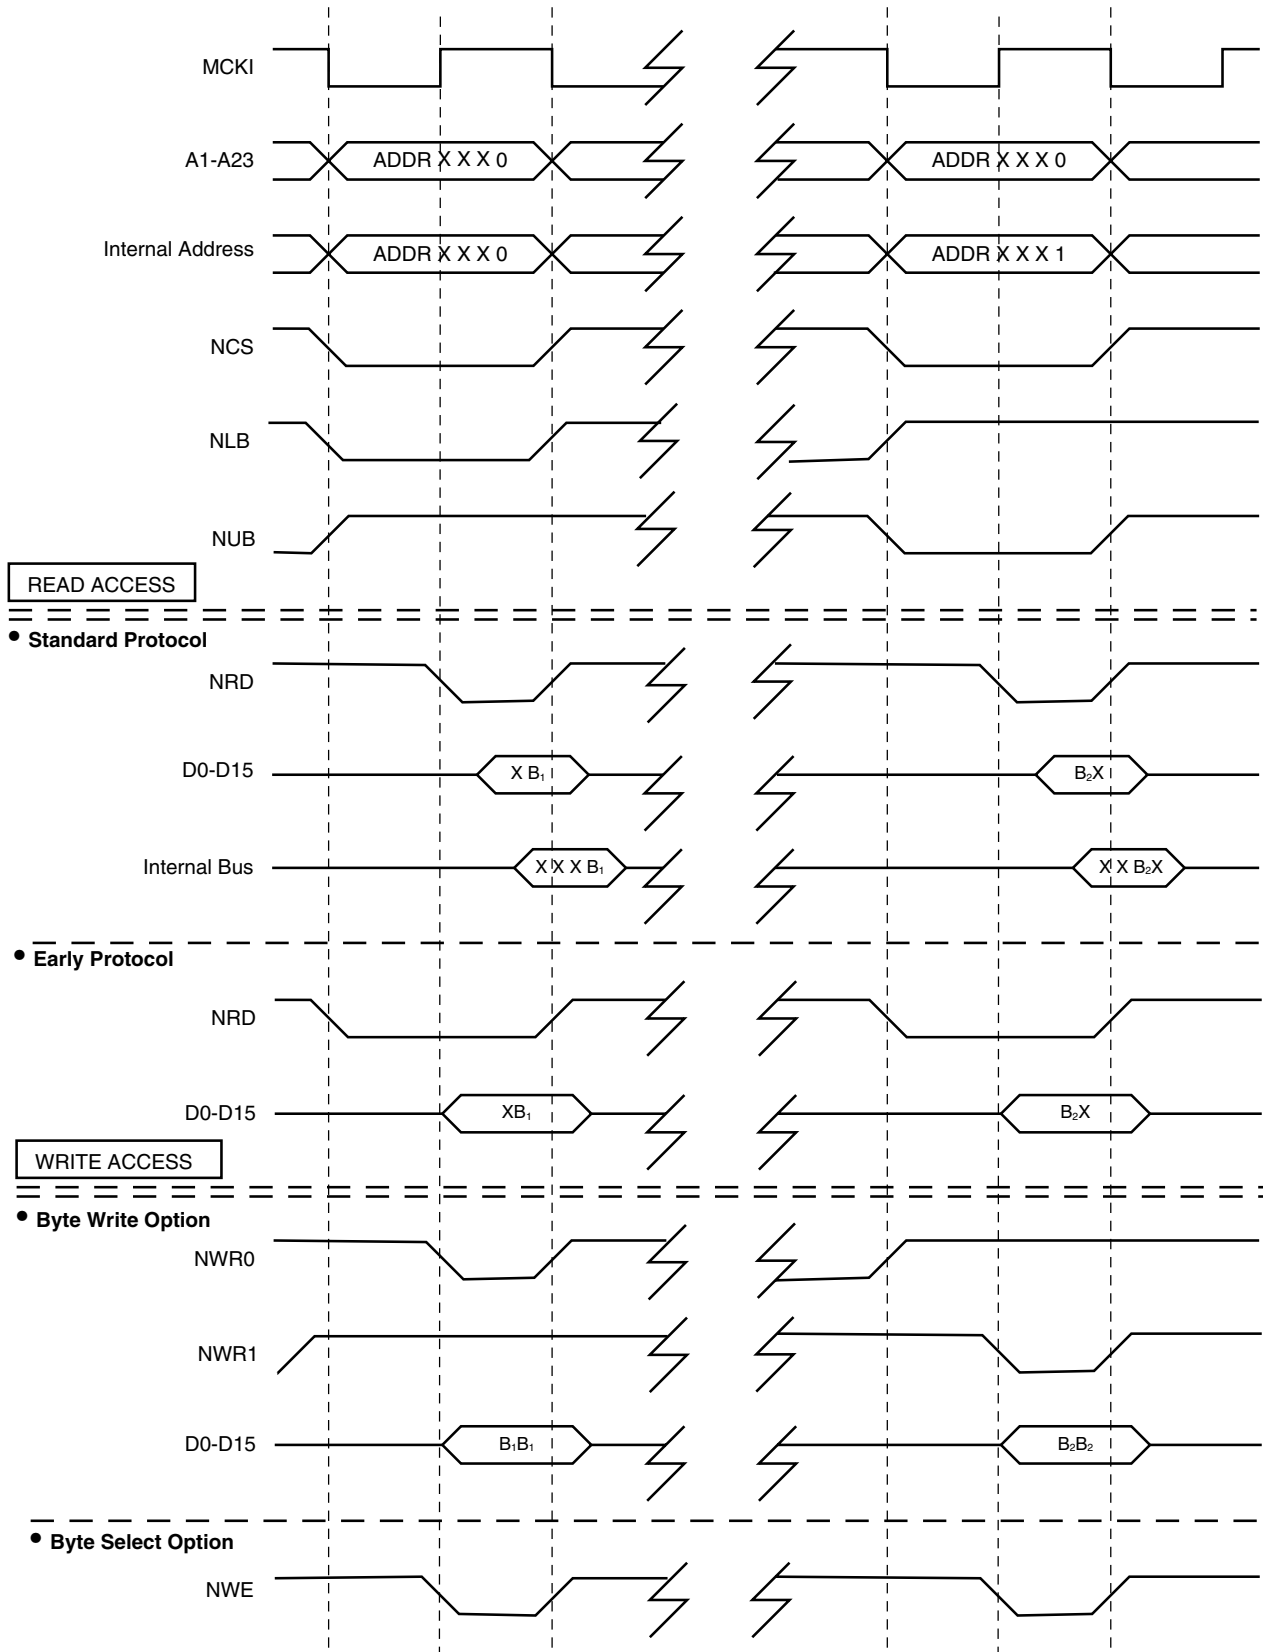 MCKI
A1-A23 ADDR X X X 0 ADDR X X X 0
Internal Address ADDR X X X 0 ADDR X X X 1
NCS
NLB
NUB
READ ACCESS
• Standard Protocol
NRD
D0-D15 X B₁ B₂X
Internal Bus X X X B₁ X X B₂X
• Early Protocol
NRD
D0-D15 XB₁ B₂X
WRITE ACCESS
• Byte Write Option
NWR0
NWR1
D0-D15 B₁B₁ B₂B₂
• Byte Select Option
NWE